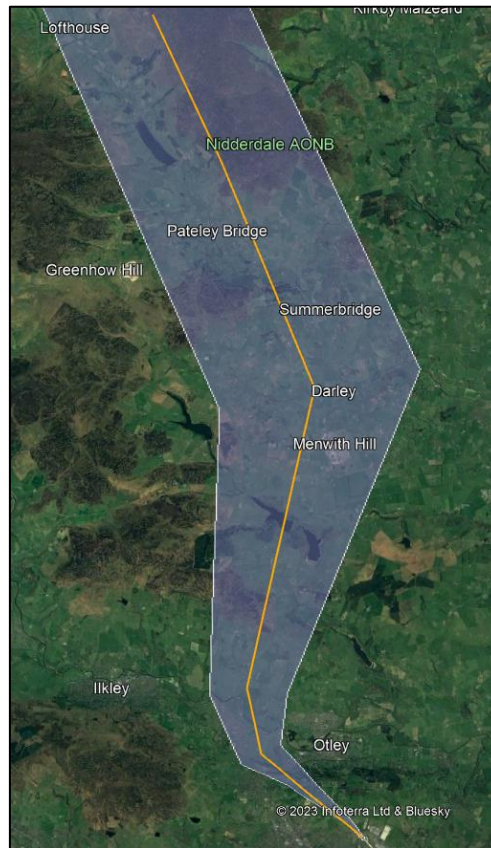 Kirkby Malzeard
Lofthouse
Nidderdale AONB
Pateley Bridge
Greenhow Hill
Summerbridge
Darley
Menwith Hill
Ilkley
Otley
© 2023 Infoterra Ltd & Bluesky